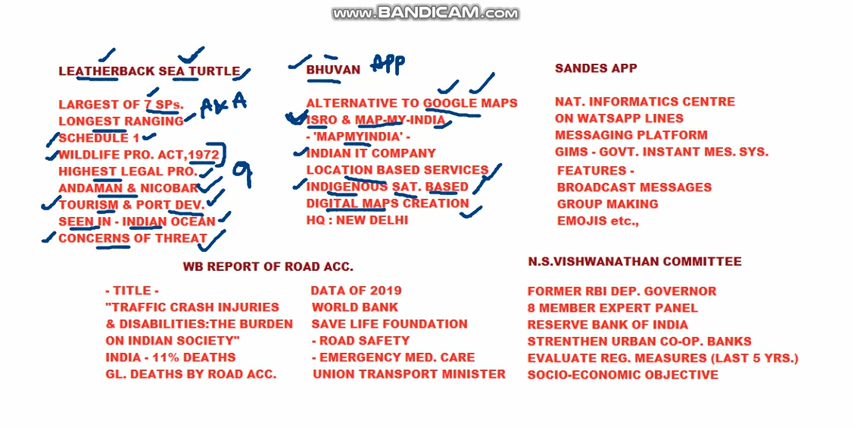 www.BANDICAM.com
LEATHERBACK SEA TURTLE
LARGEST OF 7 SPs.
A&A
LONGEST RANGING
SCHEDULE 1
WILDLIFE PRO. ACT,1972
HIGHEST LEGAL PRO.
ANDAMAN & NICOBAR
TOURISM & PORT DEV.
SEEN IN - INDIAN OCEAN
CONCERNS OF THREAT
BHUVAN APP
ALTERNATIVE TO GOOGLE MAPS
ISRO & MAP-MY-INDIA
- 'MAPMYINDIA' -
INDIAN IT COMPANY
LOCATION BASED SERVICES
INDIGENOUS SAT. BASED
DIGITAL MAPS CREATION
HQ : NEW DELHI
SANDES APP
NAT. INFORMATICS CENTRE
ON WATSAPP LINES
MESSAGING PLATFORM
GIMS - GOVT. INSTANT MES. SYS.
FEATURES -
BROADCAST MESSAGES
GROUP MAKING
EMOJIS etc.,
WB REPORT OF ROAD ACC.
- TITLE -
"TRAFFIC CRASH INJURIES
& DISABILITIES:THE BURDEN
ON INDIAN SOCIETY"
INDIA - 11% DEATHS
GL. DEATHS BY ROAD ACC.
DATA OF 2019
WORLD BANK
SAVE LIFE FOUNDATION
- ROAD SAFETY
- EMERGENCY MED. CARE
UNION TRANSPORT MINISTER
N.S.VISHWANATHAN COMMITTEE
FORMER RBI DEP. GOVERNOR
8 MEMBER EXPERT PANEL
RESERVE BANK OF INDIA
STRENTHEN URBAN CO-OP. BANKS
EVALUATE REG. MEASURES (LAST 5 YRS.)
SOCIO-ECONOMIC OBJECTIVE